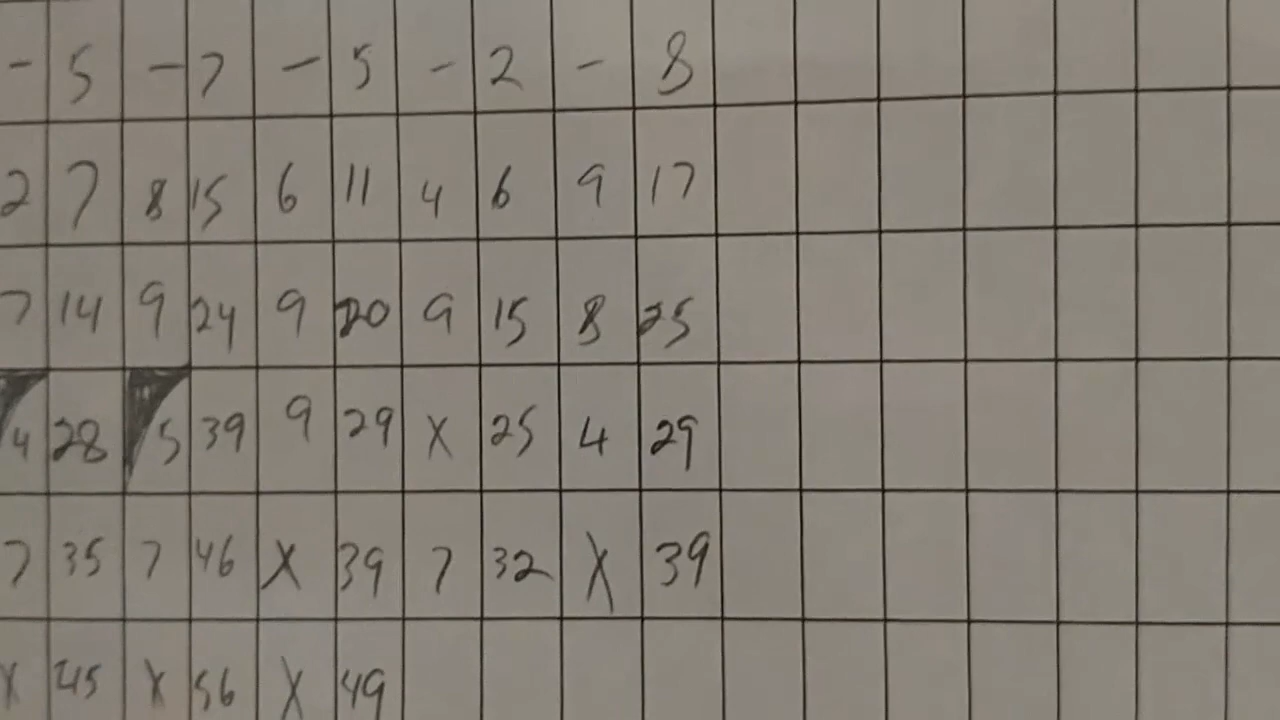 - 5 - 7 - 5 - 2 - 8
2 7 8 15 6 11 4 6 9 17
7 14 9 24 9 20 9 15 8 25
4 28 5 39 9 29 X 25 4 29
7 35 7 46 X 39 7 32 X 39
X 45 X 56 X 49